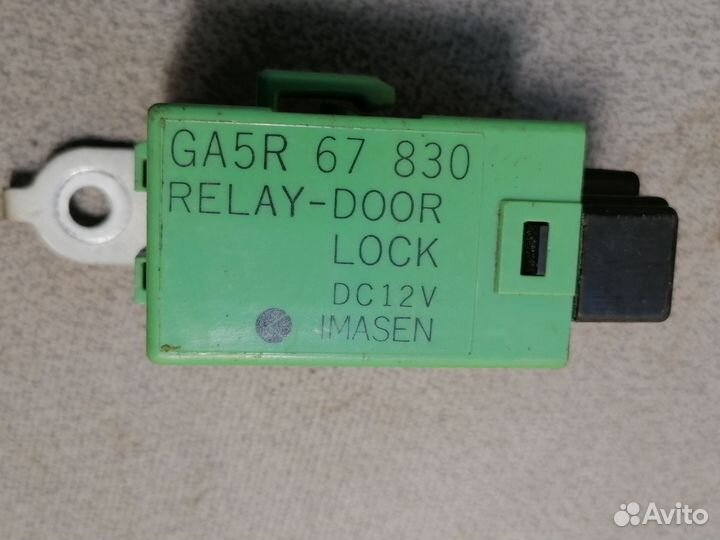 GA5R 67 830
RELAY-DOOR
LOCK
DC12V
IMASEN
Avito